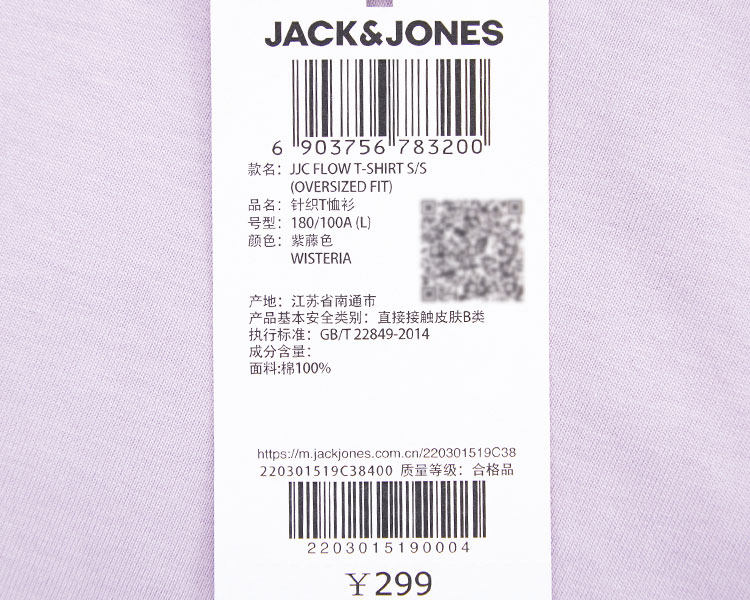 JACK&JONES
6 903756 783200
款名：JJC FLOW T-SHIRT S/S
(OVERSIZED FIT)
品名：针织T恤衫
号型：180/100A (L)
颜色：紫藤色
WISTERIA
产地：江苏省南通市
产品基本安全类别：直接接触皮肤B类
执行标准：GB/T 22849-2014
成分含量：
面料:棉100%
https://m.jackjones.com.cn/220301519C38
220301519C38400 质量等级：合格品
2203015190004
￥299